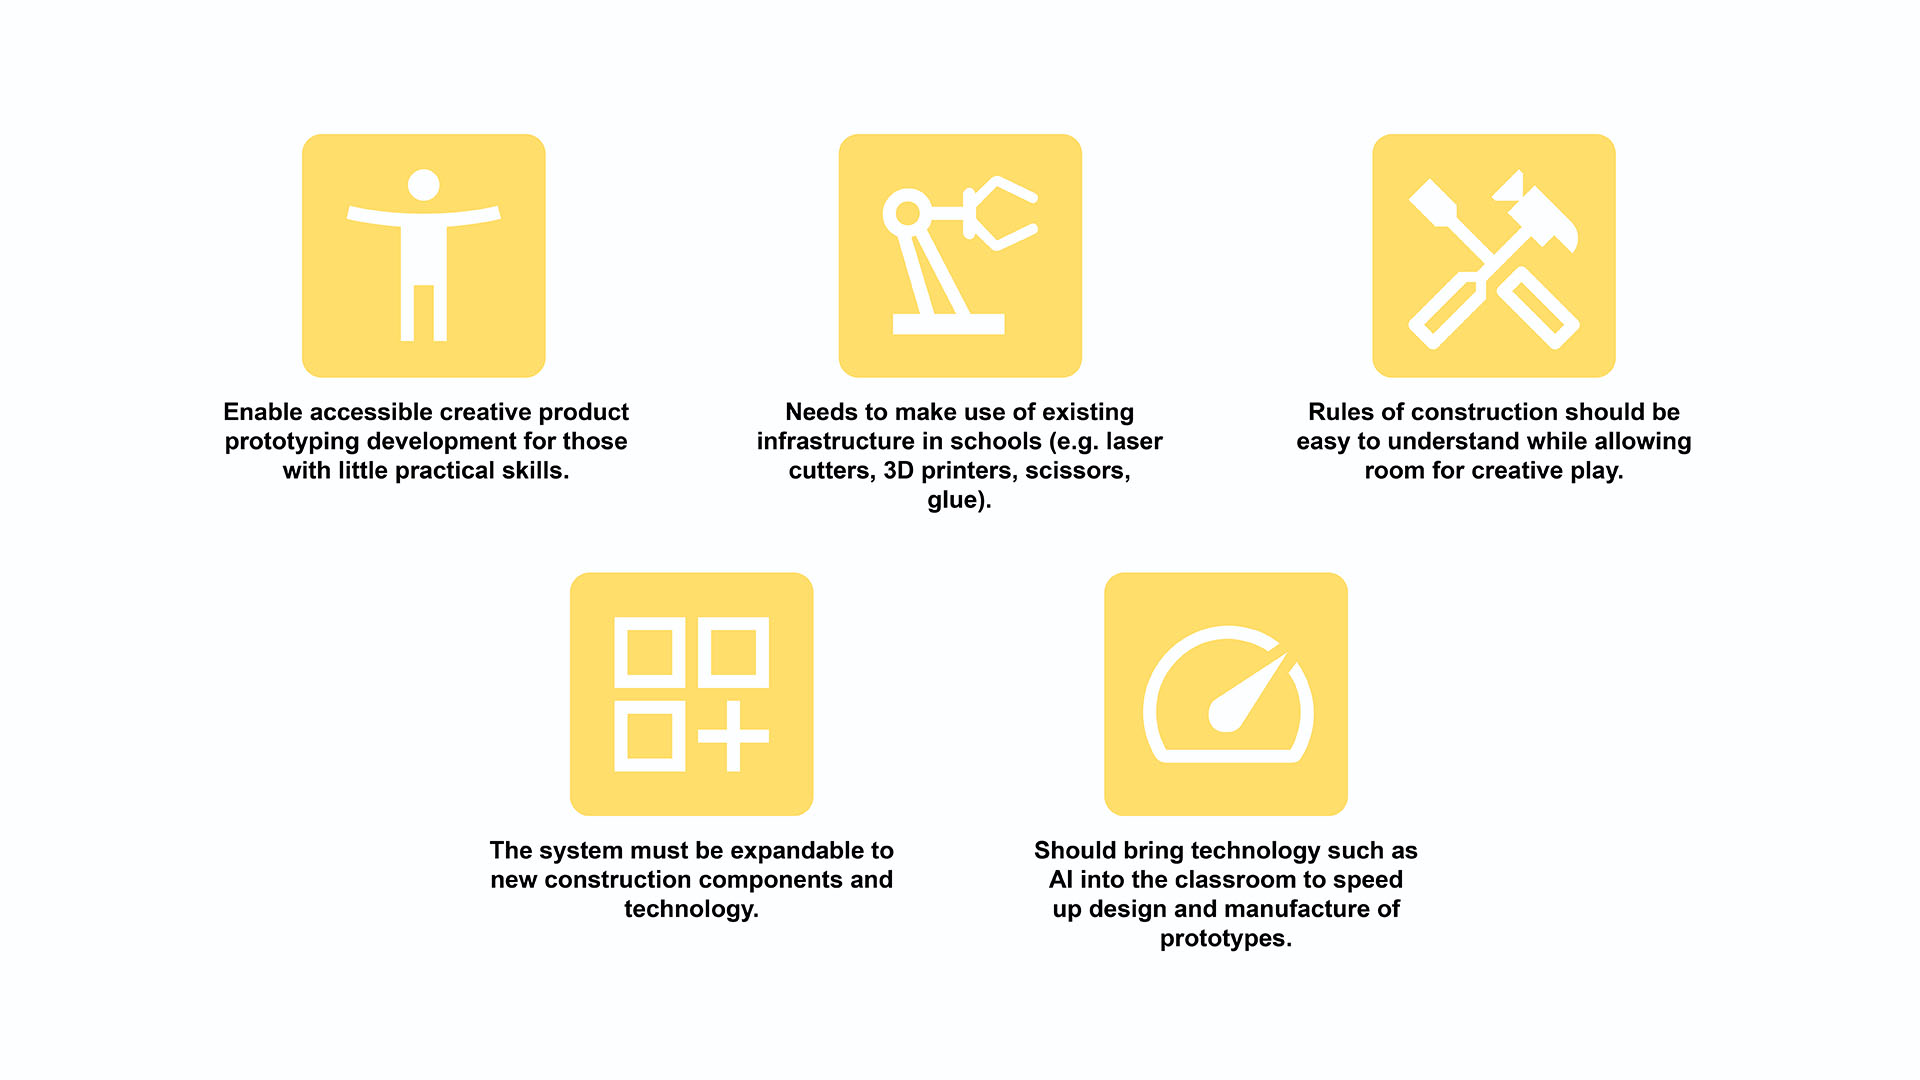 Enable accessible creative product
prototyping development for those
with little practical skills.
Needs to make use of existing
infrastructure in schools (e.g. laser
cutters, 3D printers, scissors,
glue).
Rules of construction should be
easy to understand while allowing
room for creative play.
The system must be expandable to
new construction components and
technology.
Should bring technology such as
AI into the classroom to speed
up design and manufacture of
prototypes.